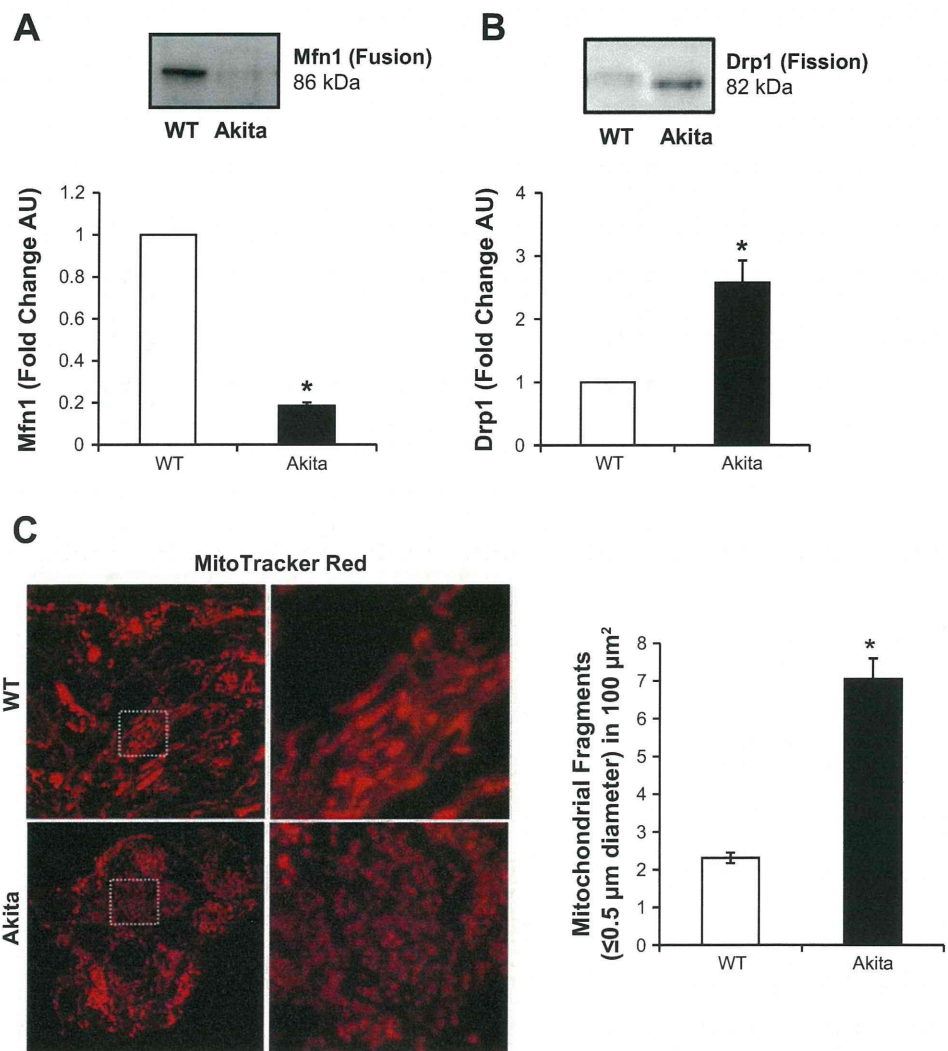 A
Mfn1 (Fusion)
86 kDa
WT Akita
Mfn1 (Fold Change AU)
1.2
1
0.8
0.6
0.4
0.2
0
*
WT Akita
B
Drp1 (Fission)
82 kDa
WT Akita
Drp1 (Fold Change AU)
4
3
2
1
0
*
WT Akita
C
MitoTracker Red
WT
Akita
Mitochondrial Fragments
(≤0.5 µm diameter) in 100 µm²
8
7
6
5
4
3
2
1
0
*
WT Akita